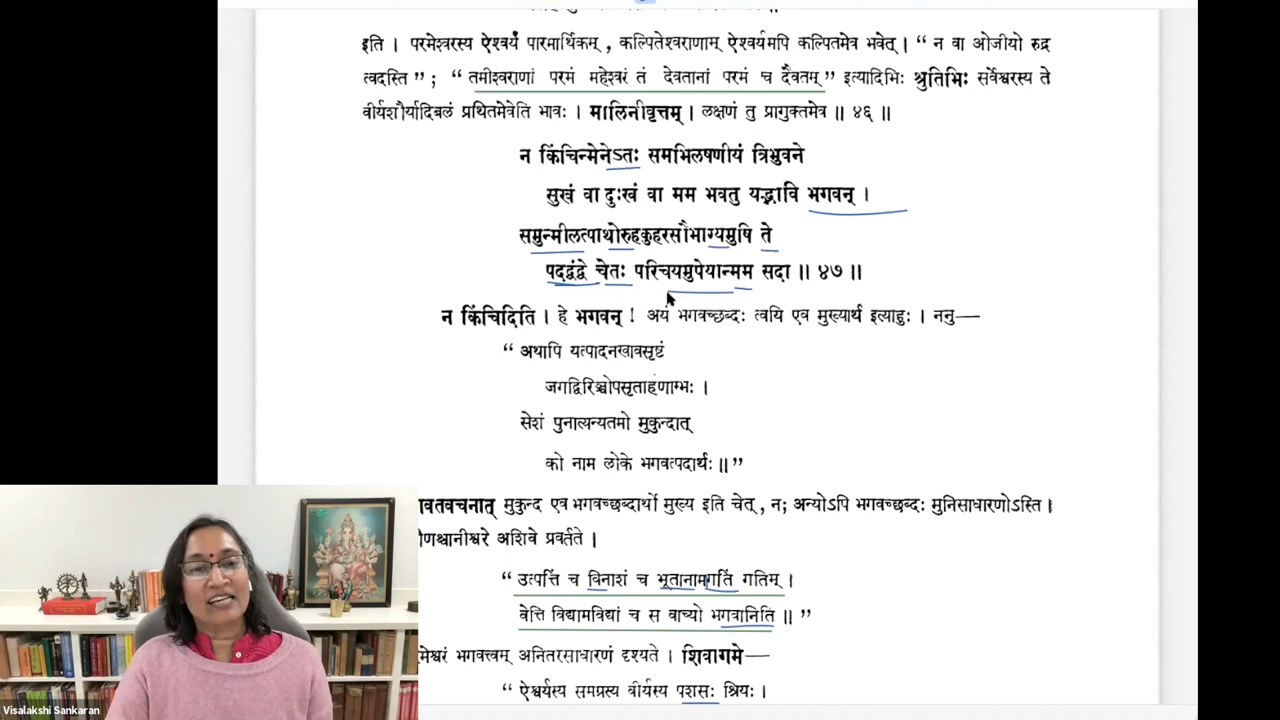 इति । परमेश्वरस्य ऐश्वर्यं पारमार्थिकम् , कल्पितेश्वराणाम् ऐश्वर्यमपि कल्पितमेव भवेत् । “ न वा ओजीयो रुद्र
त्वदस्ति ” ; “ तमीश्वराणां परमं महेश्वरं तं देवतानां परमं च दैवतम् ” इत्यादिभिः श्रुतिभिः सर्वेश्वरस्य ते
वीर्यशौर्यादिबलं प्रथितमेवेति भावः । मालिनीवृत्तम् । लक्षणं तु प्रागुक्तमेव ॥ ४६ ॥
न किंचिन्मेनेऽतः समभिलषणीयं त्रिभुवने
सुखं वा दुःखं वा मम भवतु यद्भावि भगवन् ।
समुन्मीलत्पाथोरुहकुहरसौभाग्यमुषि ते
पदद्वंद्वे चेतः परिचयमुपेयान्मम सदा ॥ ४७ ॥
न किंचिदिति । हे भगवन् ! अयं भगवच्छब्दः त्वयि एव मुख्यार्थ इत्याहुः । ननु—
“ अथापि यत्पादनखावसृष्टं
जगद्विरिञ्चोपसृतार्हणाम्भः ।
सेशं पुनात्यन्यतमो मुकुन्दात्
को नाम लोके भगवत्पदार्थः ॥ ”
वतवचनात् मुकुन्द एव भगवच्छब्दार्थो मुख्य इति चेत् , न; अन्योऽपि भगवच्छब्दः मुनिसाधारणोऽस्ति ।
णश्चानीश्वरे अशिवे प्रवर्तते ।
“ उत्पत्तिं च विनाशं च भूतानामगतिं गतिम् ।
वेत्ति विद्यामविद्यां च स वाच्यो भगवानिति ॥ ”
मेश्वरं भगवत्त्वम् अनितरसाधारणं दृश्यते । शिवागमे—
“ ऐश्वर्यस्य समग्रस्य वीर्यस्य यशसः श्रियः ।
Visalakshi Sankaran